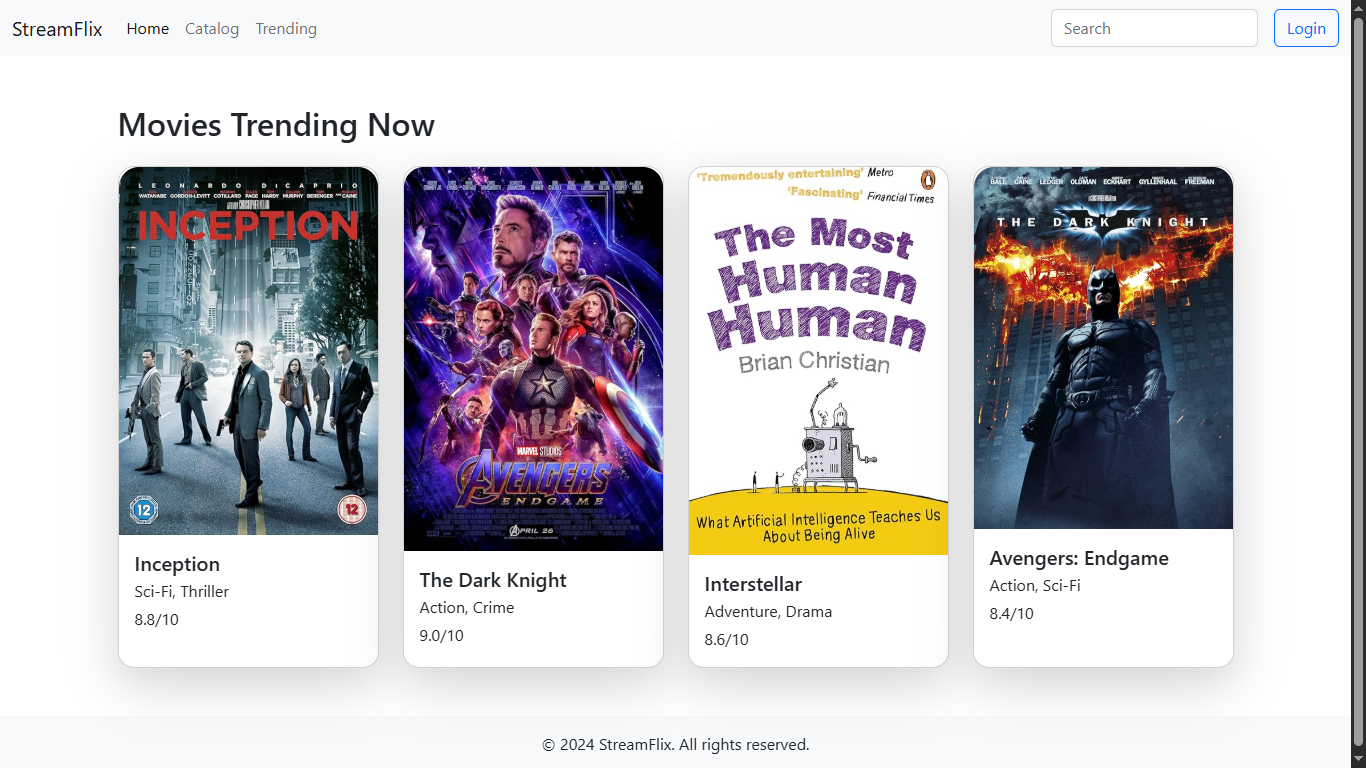 StreamFlix Home Catalog Trending Search Login
Movies Trending Now
LEONARDO DiCAPRIO
WATANABE GORDON-LEVITT COTILLARD PAGE HARDY MURPHY BERENGER CAINE
INCEPTION
12 12
Inception
Sci-Fi, Thriller
8.8/10
MARVEL STUDIOS
AVENGERS
ENDGAME
APRIL 26
The Dark Knight
Action, Crime
9.0/10
'Tremendously entertaining' Metro
'Fascinating' Financial Times
The Most
Human
Human
Brian Christian
What Artificial Intelligence Teaches Us
About Being Alive
Interstellar
Adventure, Drama
8.6/10
BALE CAINE LEDGER OLDMAN ECKHART GYLLENHAAL FREEMAN
THE DARK KNIGHT
Avengers: Endgame
Action, Sci-Fi
8.4/10
© 2024 StreamFlix. All rights reserved.